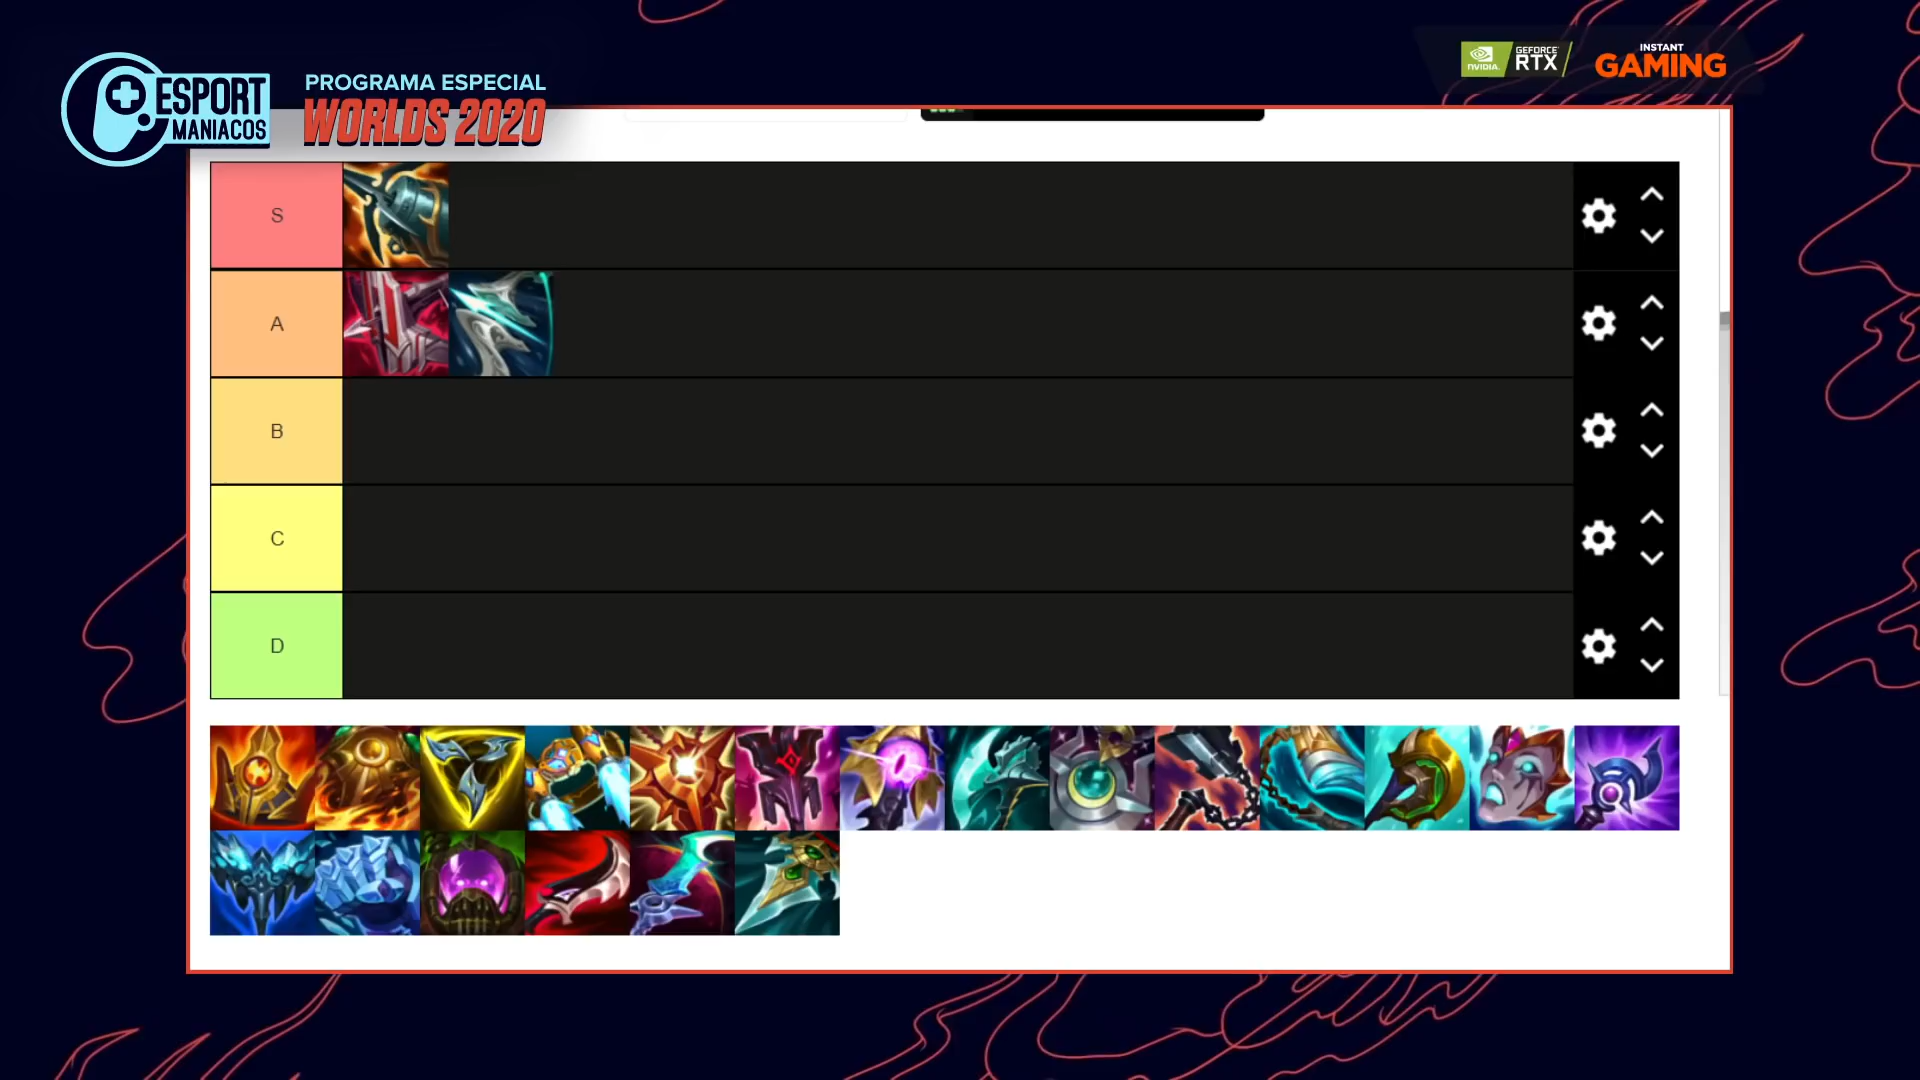 ESPORT
MANIACOS
PROGRAMA ESPECIAL
WORLDS 2020
NVIDIA.
GEFORCE
RTX
INSTANT
GAMING
S
A
B
C
D